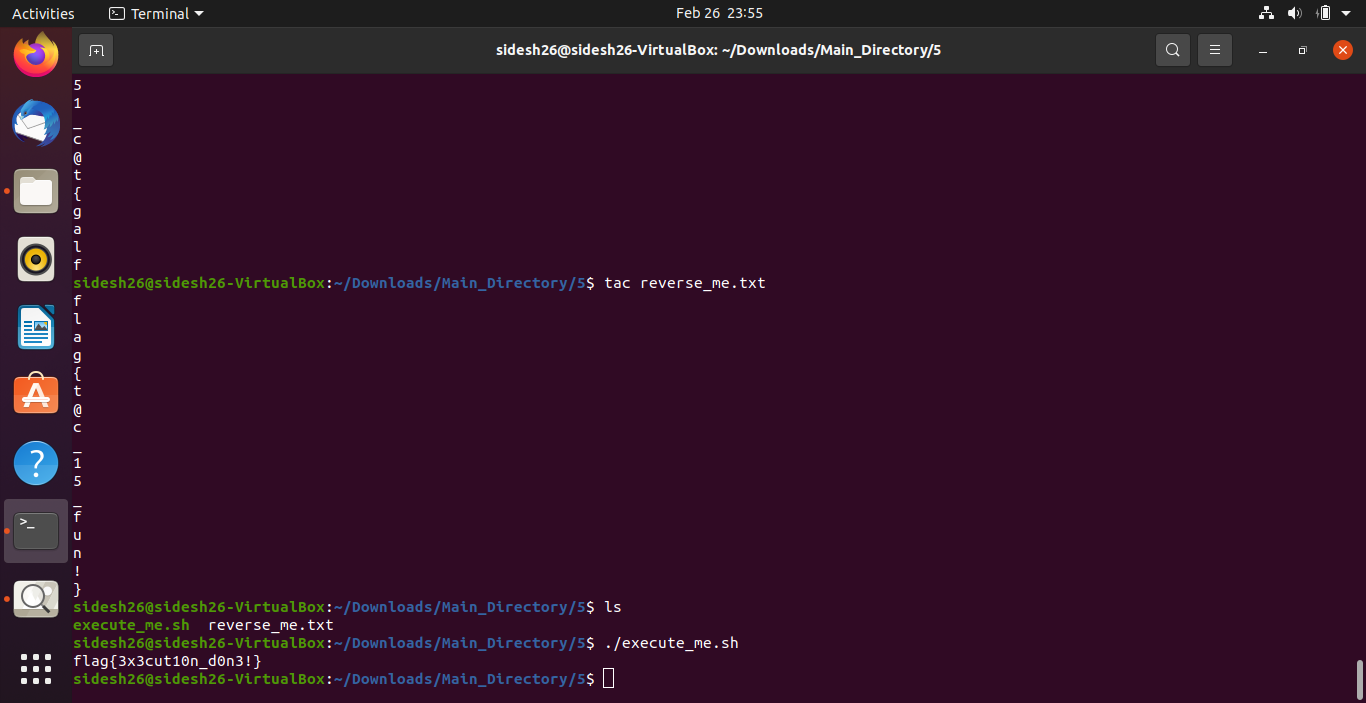 Activities Terminal Feb 26 23:55
sidesh26@sidesh26-VirtualBox: ~/Downloads/Main_Directory/5
5
1
_
c
@
t
{
g
a
l
f
sidesh26@sidesh26-VirtualBox:~/Downloads/Main_Directory/5$ tac reverse_me.txt
f
l
a
g
{
t
@
c
_
1
5
_
f
u
n
!
}
sidesh26@sidesh26-VirtualBox:~/Downloads/Main_Directory/5$ ls
execute_me.sh  reverse_me.txt
sidesh26@sidesh26-VirtualBox:~/Downloads/Main_Directory/5$ ./execute_me.sh
flag{3x3cut10n_d0n3!}
sidesh26@sidesh26-VirtualBox:~/Downloads/Main_Directory/5$